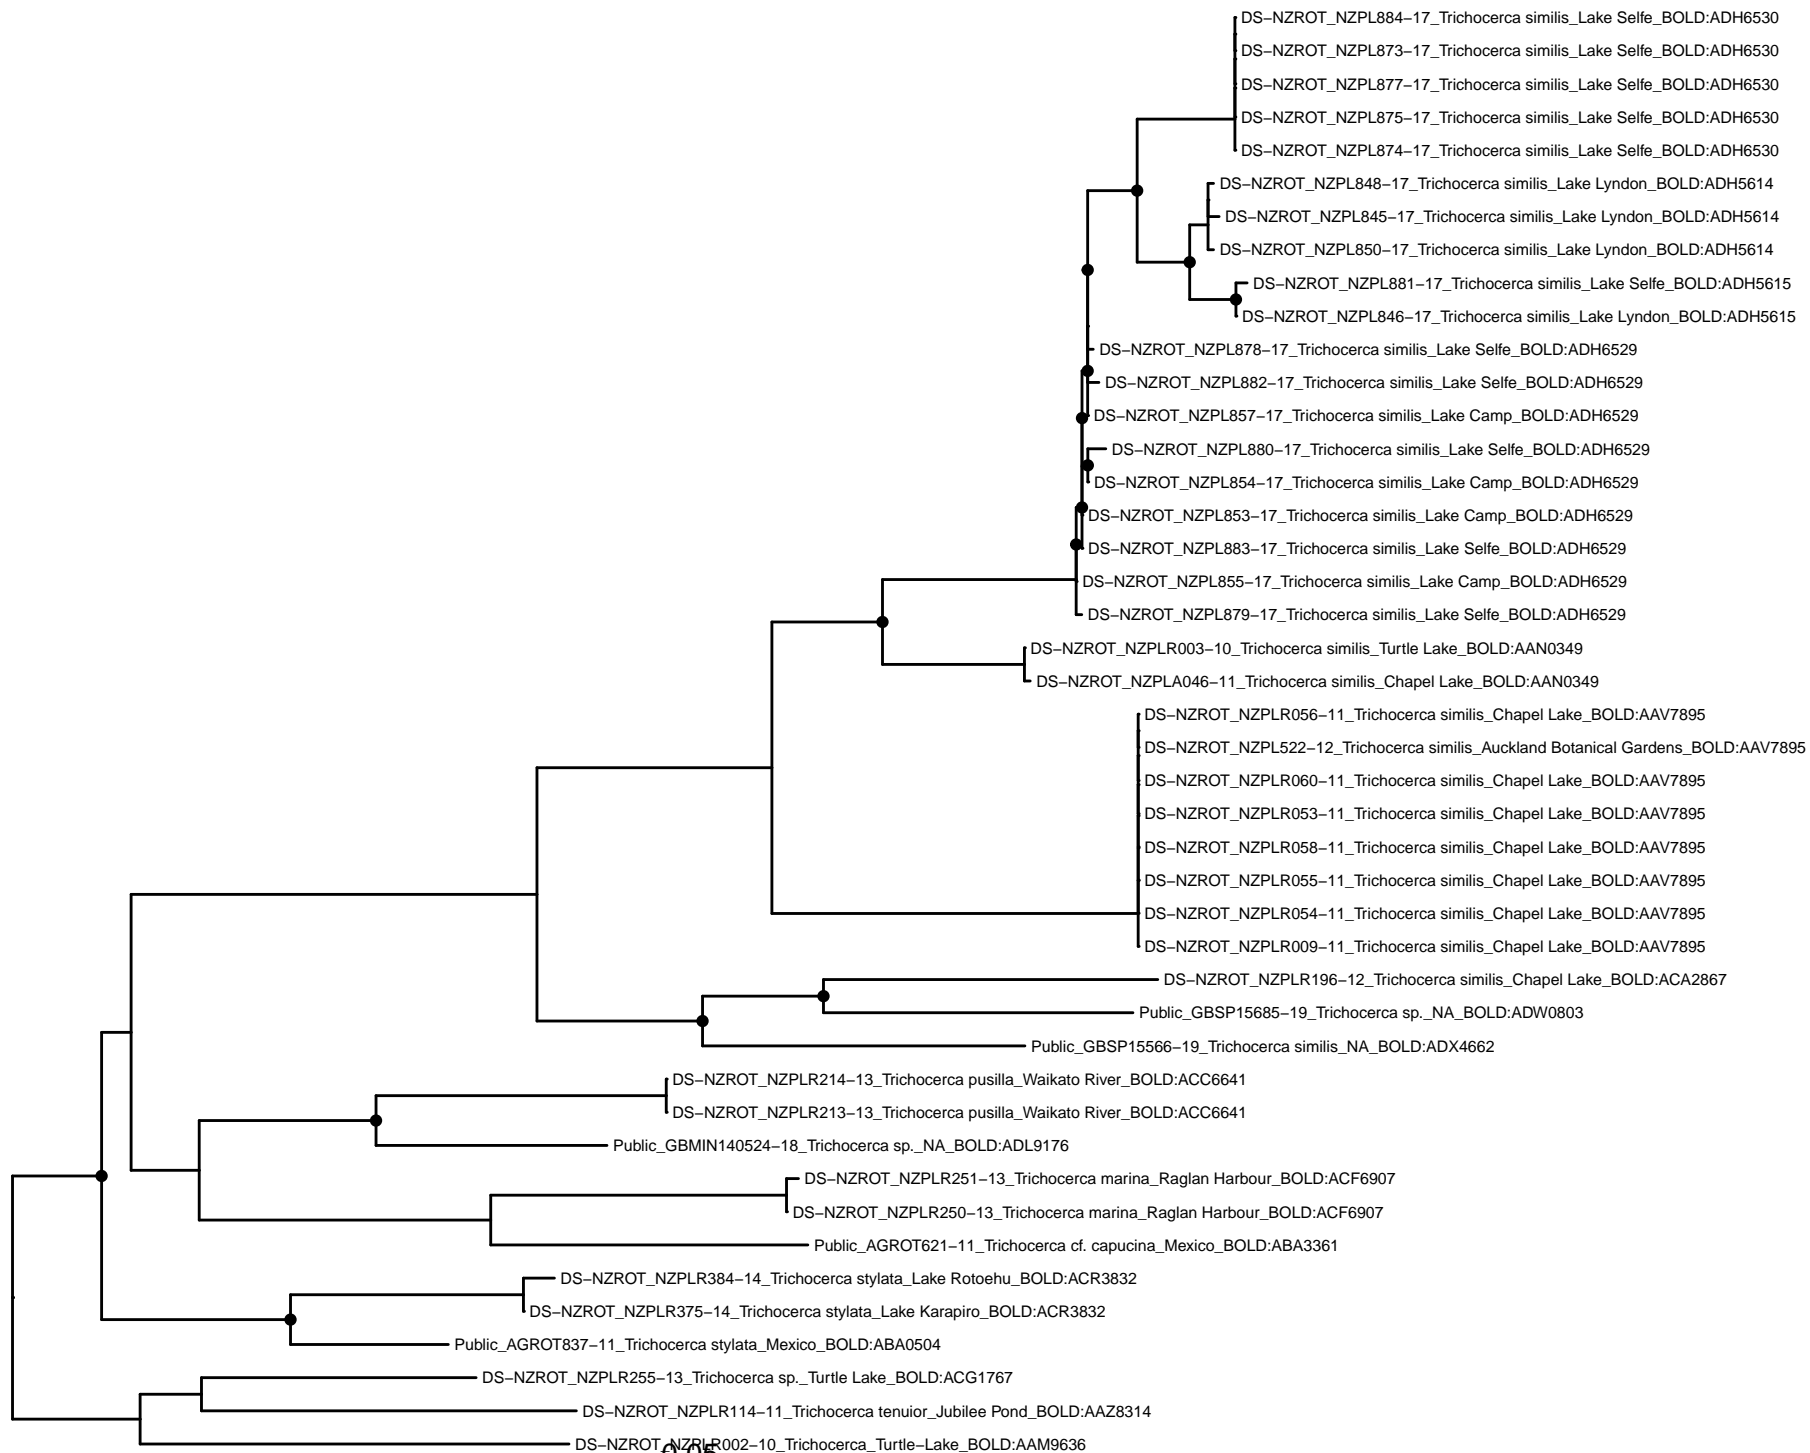 DS−NZROT_NZPL884−17_Trichocerca similis_Lake Selfe_BOLD:ADH6530
DS−NZROT_NZPL873−17_Trichocerca similis_Lake Selfe_BOLD:ADH6530
DS−NZROT_NZPL877−17_Trichocerca similis_Lake Selfe_BOLD:ADH6530
DS−NZROT_NZPL875−17_Trichocerca similis_Lake Selfe_BOLD:ADH6530
DS−NZROT_NZPL874−17_Trichocerca similis_Lake Selfe_BOLD:ADH6530
DS−NZROT_NZPL848−17_Trichocerca similis_Lake Lyndon_BOLD:ADH5614
DS−NZROT_NZPL845−17_Trichocerca similis_Lake Lyndon_BOLD:ADH5614
DS−NZROT_NZPL850−17_Trichocerca similis_Lake Lyndon_BOLD:ADH5614
DS−NZROT_NZPL881−17_Trichocerca similis_Lake Selfe_BOLD:ADH5615
DS−NZROT_NZPL846−17_Trichocerca similis_Lake Lyndon_BOLD:ADH5615
DS−NZROT_NZPL878−17_Trichocerca similis_Lake Selfe_BOLD:ADH6529
DS−NZROT_NZPL882−17_Trichocerca similis_Lake Selfe_BOLD:ADH6529
DS−NZROT_NZPL857−17_Trichocerca similis_Lake Camp_BOLD:ADH6529
DS−NZROT_NZPL880−17_Trichocerca similis_Lake Selfe_BOLD:ADH6529
DS−NZROT_NZPL854−17_Trichocerca similis_Lake Camp_BOLD:ADH6529
DS−NZROT_NZPL853−17_Trichocerca similis_Lake Camp_BOLD:ADH6529
DS−NZROT_NZPL883−17_Trichocerca similis_Lake Selfe_BOLD:ADH6529
DS−NZROT_NZPL855−17_Trichocerca similis_Lake Camp_BOLD:ADH6529
DS−NZROT_NZPL879−17_Trichocerca similis_Lake Selfe_BOLD:ADH6529
DS−NZROT_NZPLR003−10_Trichocerca similis_Turtle Lake_BOLD:AAN0349
DS−NZROT_NZPLA046−11_Trichocerca similis_Chapel Lake_BOLD:AAN0349
DS−NZROT_NZPLR056−11_Trichocerca similis_Chapel Lake_BOLD:AAV7895
DS−NZROT_NZPL522−12_Trichocerca similis_Auckland Botanical Gardens_BOLD:AAV7895
DS−NZROT_NZPLR060−11_Trichocerca similis_Chapel Lake_BOLD:AAV7895
DS−NZROT_NZPLR053−11_Trichocerca similis_Chapel Lake_BOLD:AAV7895
DS−NZROT_NZPLR058−11_Trichocerca similis_Chapel Lake_BOLD:AAV7895
DS−NZROT_NZPLR055−11_Trichocerca similis_Chapel Lake_BOLD:AAV7895
DS−NZROT_NZPLR054−11_Trichocerca similis_Chapel Lake_BOLD:AAV7895
DS−NZROT_NZPLR009−11_Trichocerca similis_Chapel Lake_BOLD:AAV7895
DS−NZROT_NZPLR196−12_Trichocerca similis_Chapel Lake_BOLD:ACA2867
Public_GBSP15685−19_Trichocerca sp._NA_BOLD:ADW0803
Public_GBSP15566−19_Trichocerca similis_NA_BOLD:ADX4662
DS−NZROT_NZPLR214−13_Trichocerca pusilla_Waikato River_BOLD:ACC6641
DS−NZROT_NZPLR213−13_Trichocerca pusilla_Waikato River_BOLD:ACC6641
Public_GBMIN140524−18_Trichocerca sp._NA_BOLD:ADL9176
DS−NZROT_NZPLR251−13_Trichocerca marina_Raglan Harbour_BOLD:ACF6907
DS−NZROT_NZPLR250−13_Trichocerca marina_Raglan Harbour_BOLD:ACF6907
Public_AGROT621−11_Trichocerca cf. capucina_Mexico_BOLD:ABA3361
DS−NZROT_NZPLR384−14_Trichocerca stylata_Lake Rotoehu_BOLD:ACR3832
DS−NZROT_NZPLR375−14_Trichocerca stylata_Lake Karapiro_BOLD:ACR3832
Public_AGROT837−11_Trichocerca stylata_Mexico_BOLD:ABA0504
DS−NZROT_NZPLR255−13_Trichocerca sp._Turtle Lake_BOLD:ACG1767
DS−NZROT_NZPLR114−11_Trichocerca tenuior_Jubilee Pond_BOLD:AAZ8314
DS−NZROT_NZPLR002−10_Trichocerca_Turtle−Lake_BOLD:AAM9636